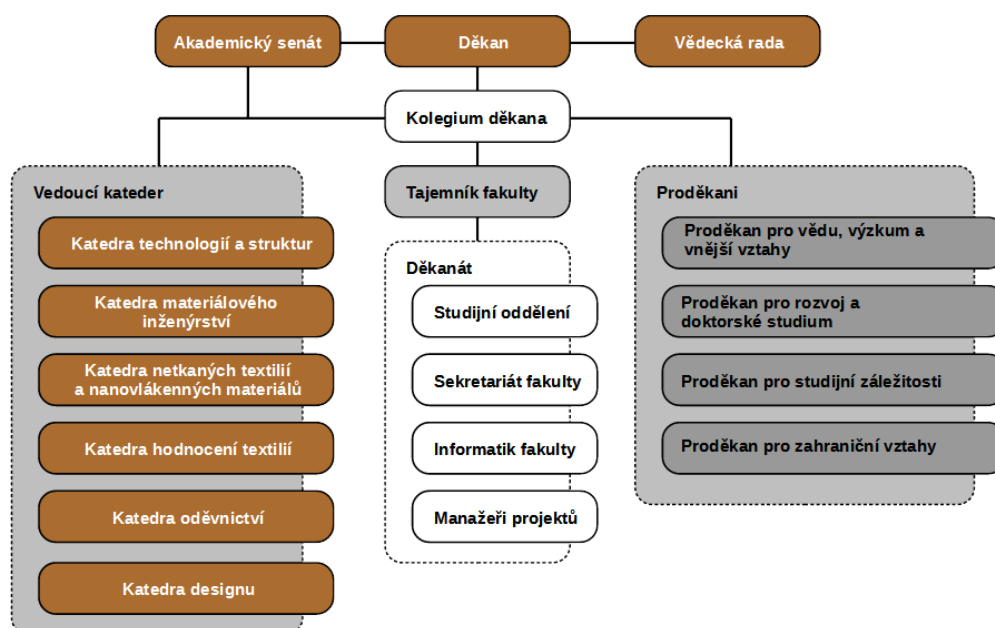 Akademický senát
Děkan
Vědecká rada
Kolegium děkana
Vedoucí kateder
Katedra technologií a struktur
Katedra materiálového
inženýrství
Katedra netkaných textilií
a nanovlákenných materiálů
Katedra hodnocení textilií
Katedra oděvnictví
Katedra designu
Tajemník fakulty
Děkanát
Studijní oddělení
Sekretariát fakulty
Informatik fakulty
Manažeři projektů
Proděkani
Proděkan pro vědu, výzkum a
vnější vztahy
Proděkan pro rozvoj a
doktorské studium
Proděkan pro studijní záležitosti
Proděkan pro zahraniční vztahy